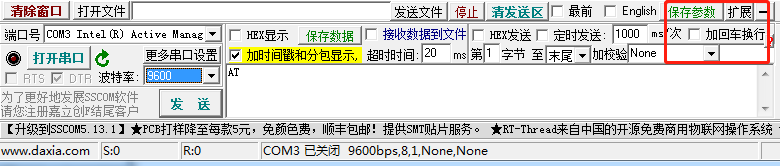 清除窗口 打开文件 发送文件 停止 清发送区 最前 English 保存参数 扩展 —
端口号 COM3 Intel(R) Active Manag HEX显示 保存数据 接收数据到文件 HEX发送 定时发送: 1000 ms/次 加回车换行
打开串口 更多串口设置 加时间戳和分包显示, 超时时间: 20 ms 第1 字节 至 末尾 加校验 None
RTS DTR 波特率: 9600 AT
为了更好地发展SSCOM软件
请您注册嘉立创F结尾客户 发 送
【升级到SSCOM5.13.1】★PCB打样降至每款5元，免颜色费，顺丰包邮！提供SMT贴片服务。 ★RT-Thread来自中国的开源免费商用物联网操作系统
www.daxia.com S:0 R:0 COM3 已关闭 9600bps,8,1,None,None